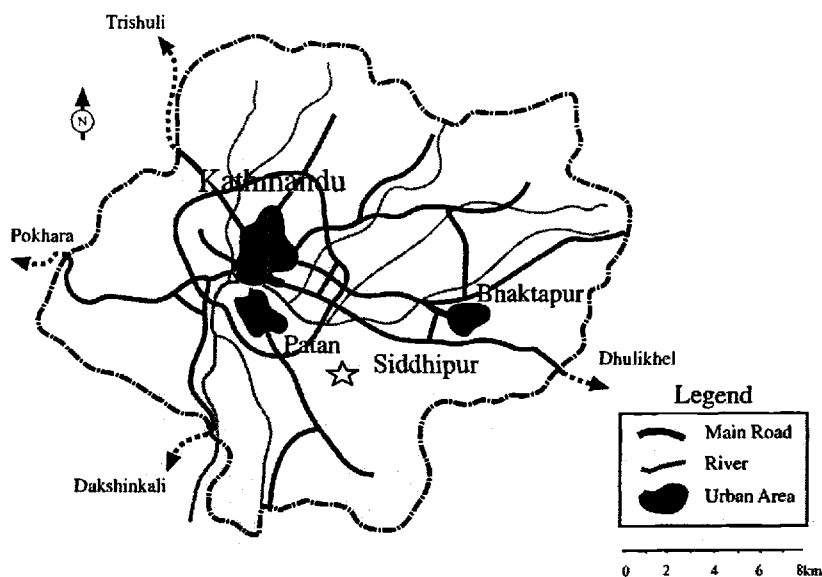 Trishuli
N
Kathmandu
Pokhara
Bhaktapur
Patan
Siddhipur
Dhulikhel
Dakshinkali
Legend
Main Road
River
Urban Area
0 2 4 6 8km